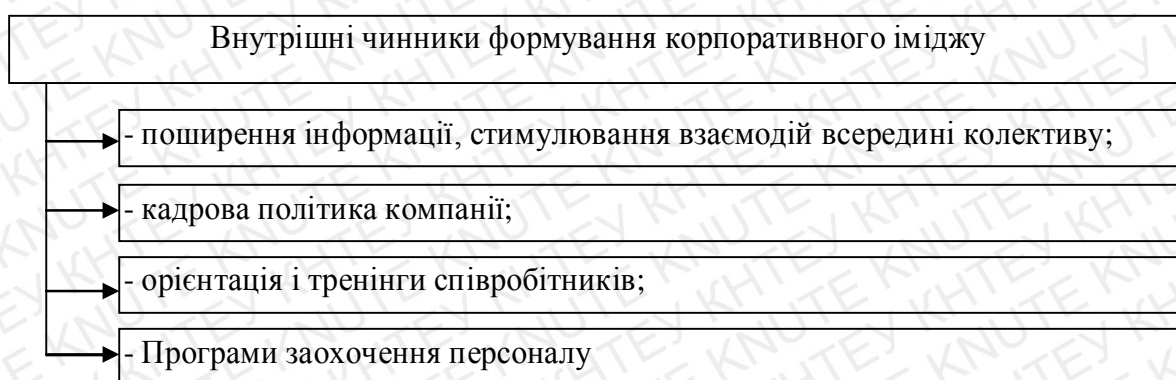 Внутрішні чинники формування корпоративного іміджу
- поширення інформації, стимулювання взаємодій всередині колективу;
- кадрова політика компанії;
- орієнтація і тренінги співробітників;
- Програми заохочення персоналу